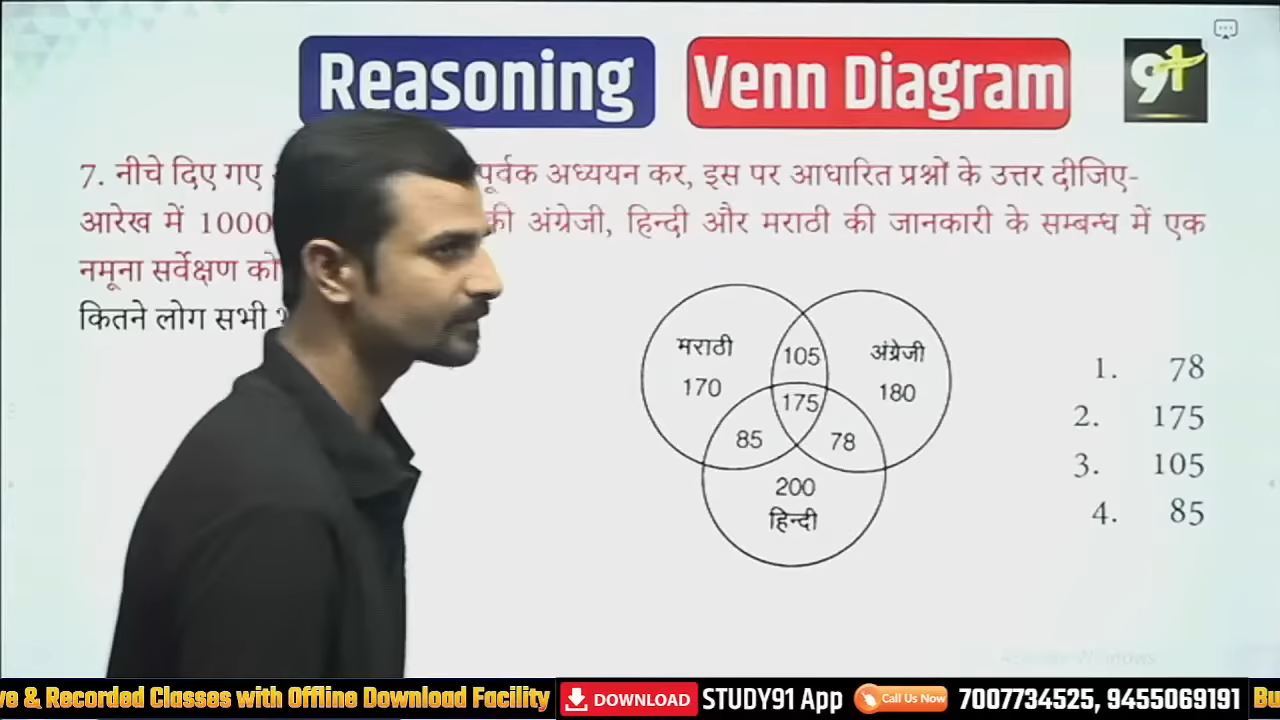 Reasoning
Venn Diagram
91
7. नीचे दिए गए
पूर्वक अध्ययन कर, इस पर आधारित प्रश्नों के उत्तर दीजिए-
आरेख में 1000
की अंग्रेजी, हिन्दी और मराठी की जानकारी के सम्बन्ध में एक
नमूना सर्वेक्षण को
कितने लोग सभी
मराठी
170
105
अंग्रेजी
180
175
85
78
200
हिन्दी
1. 78
2. 175
3. 105
4. 85
ve & Recorded Classes with Offline Download Facility
DOWNLOAD
STUDY91 App
Call Us Now
7007734525, 9455069191
Bu